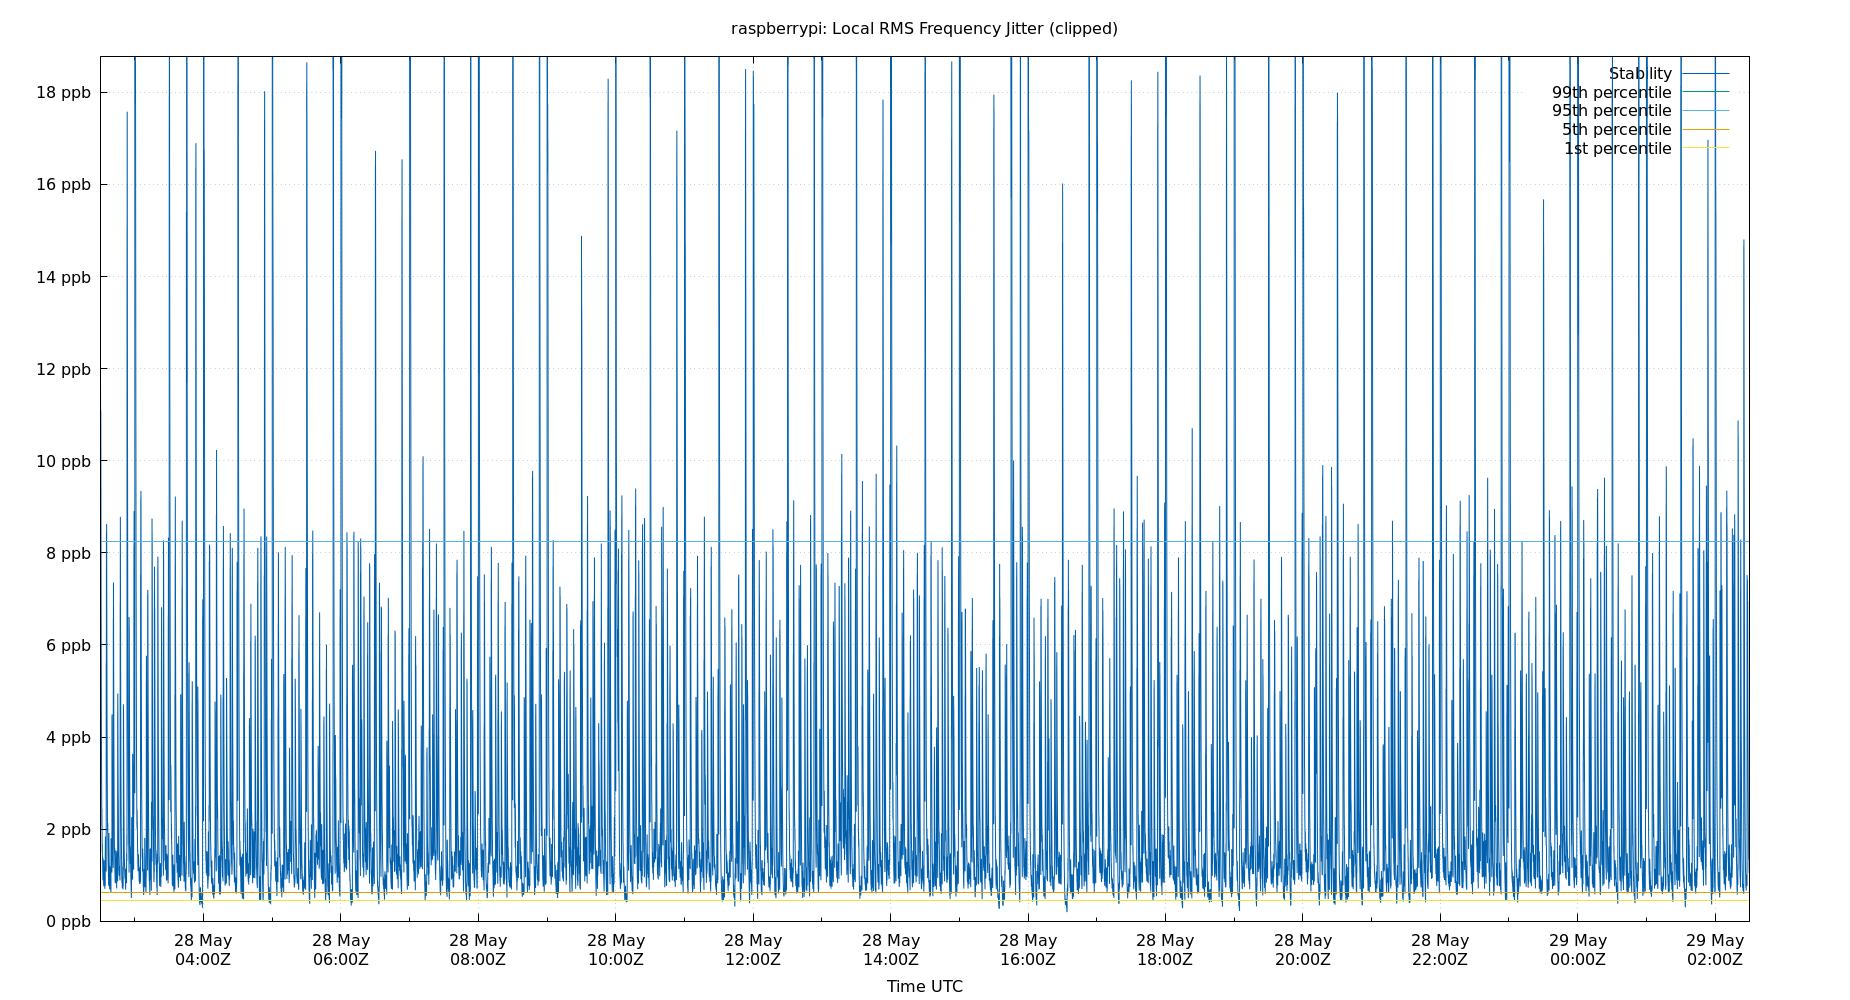 raspberrypi: Local RMS Frequency Jitter (clipped)
Stability
99th percentile
95th percentile
5th percentile
1st percentile
18 ppb
16 ppb
14 ppb
12 ppb
10 ppb
8 ppb
6 ppb
4 ppb
2 ppb
0 ppb
28 May 28 May 28 May 28 May 28 May 28 May 28 May 28 May 28 May 28 May 29 May 29 May
04:00Z 06:00Z 08:00Z 10:00Z 12:00Z 14:00Z 16:00Z 18:00Z 20:00Z 22:00Z 00:00Z 02:00Z
Time UTC